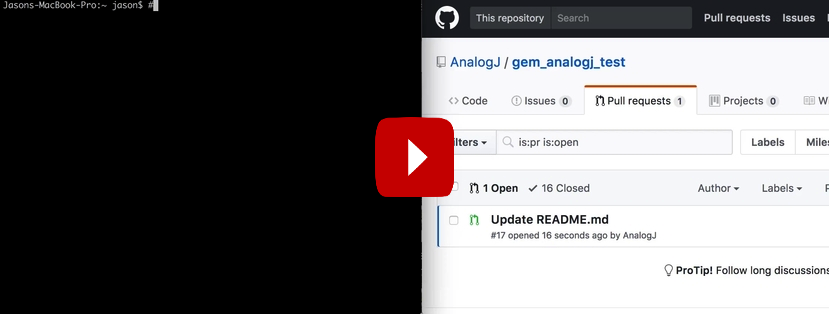 Jasons-MacBook-Pro:~ jason$ #
This repository Search Pull requests Issues
AnalogJ / gem_analogj_test
Code Issues 0 Pull requests 1 Projects 0 W
lters is:pr is:open Labels Miles
1 Open 16 Closed Author Labels P
Update README.md
#17 opened 16 seconds ago by AnalogJ
ProTip! Follow long discussions